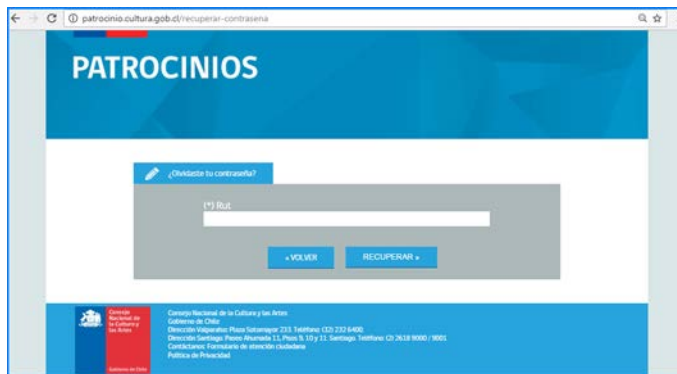 patrocinio.cultura.gob.cl/recuperar-contrasena
PATROCINIOS
¿Olvidaste tu contraseña?
(*) Rut
« VOLVER
RECUPERAR »
Consejo
Nacional de
la Cultura y
las Artes
Gobierno de Chile
Consejo Nacional de la Cultura y las Artes
Gobierno de Chile
Dirección Valparaíso: Plaza Sotomayor 233. Teléfono: (32) 232 6400.
Dirección Santiago: Paseo Ahumada 11, Pisos 9, 10 y 11. Santiago. Teléfono: (2) 2618 9000 / 9001
Contáctanos: Formulario de atención ciudadana
Política de Privacidad